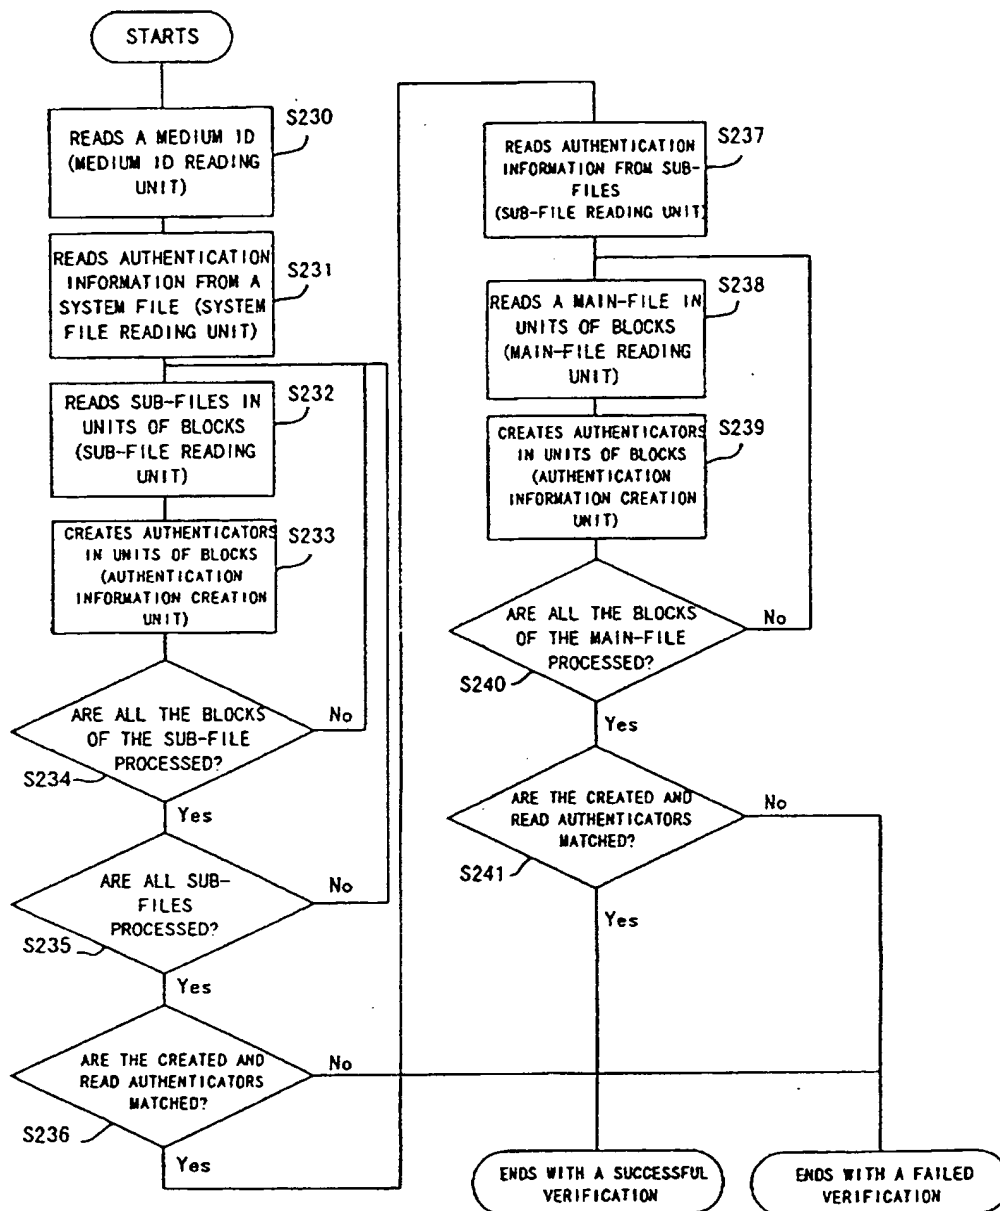 STARTS
READS A MEDIUM ID
(MEDIUM ID READING
UNIT)
S230
READS AUTHENTICATION
INFORMATION FROM A
SYSTEM FILE (SYSTEM
FILE READING UNIT)
S231
READS SUB-FILES IN
UNITS OF BLOCKS
(SUB-FILE READING
UNIT)
S232
CREATES AUTHENTICATORS
IN UNITS OF BLOCKS
(AUTHENTICATION
INFORMATION CREATION
UNIT)
S233
ARE ALL THE BLOCKS
OF THE SUB-FILE
PROCESSED?
No
S234
Yes
ARE ALL SUB-
FILES
PROCESSED?
No
S235
Yes
ARE THE CREATED AND
READ AUTHENTICATORS
MATCHED?
No
S236
Yes
READS AUTHENTICATION
INFORMATION FROM SUB-
FILES
(SUB-FILE READING UNIT)
S237
READS A MAIN-FILE IN
UNITS OF BLOCKS
(MAIN-FILE READING
UNIT)
S238
CREATES AUTHENTICATORS
IN UNITS OF BLOCKS
(AUTHENTICATION
INFORMATION CREATION
UNIT)
S239
ARE ALL THE BLOCKS
OF THE MAIN-FILE
PROCESSED?
No
S240
Yes
ARE THE CREATED AND
READ AUTHENTICATORS
MATCHED?
No
S241
Yes
ENDS WITH A SUCCESSFUL
VERIFICATION
ENDS WITH A FAILED
VERIFICATION